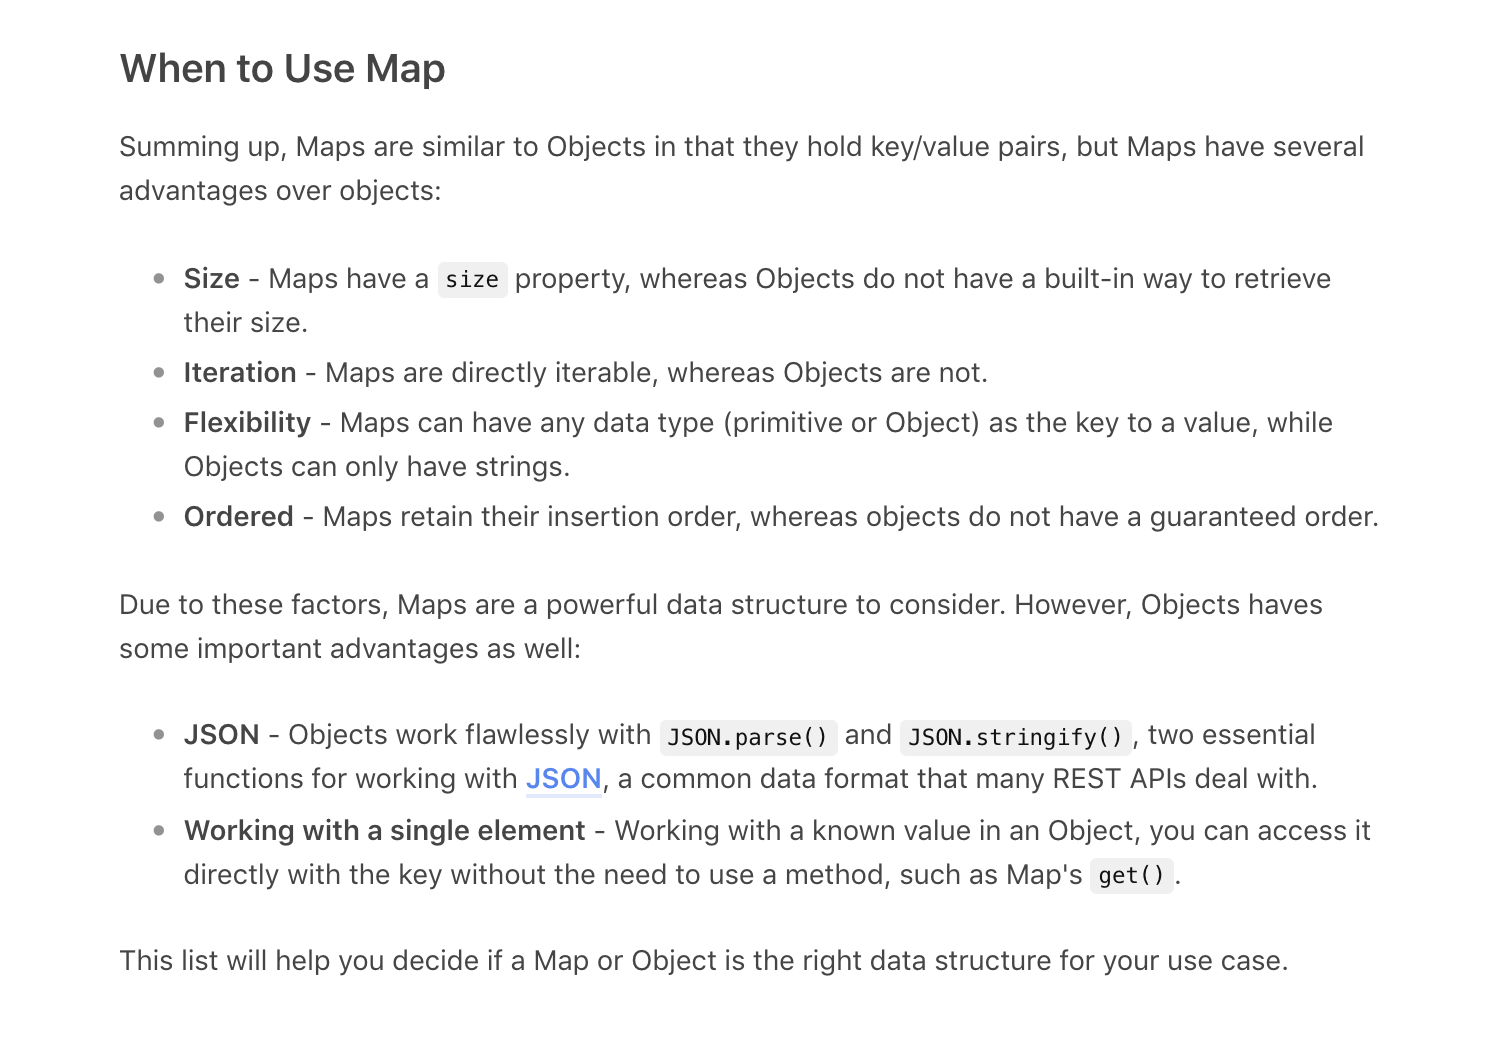 When to Use Map
Summing up, Maps are similar to Objects in that they hold key/value pairs, but Maps have several
advantages over objects:
• Size - Maps have a size property, whereas Objects do not have a built-in way to retrieve
their size.
• Iteration - Maps are directly iterable, whereas Objects are not.
• Flexibility - Maps can have any data type (primitive or Object) as the key to a value, while
Objects can only have strings.
• Ordered - Maps retain their insertion order, whereas objects do not have a guaranteed order.
Due to these factors, Maps are a powerful data structure to consider. However, Objects haves
some important advantages as well:
• JSON - Objects work flawlessly with JSON.parse() and JSON.stringify(), two essential
functions for working with JSON, a common data format that many REST APIs deal with.
• Working with a single element - Working with a known value in an Object, you can access it
directly with the key without the need to use a method, such as Map's get().
This list will help you decide if a Map or Object is the right data structure for your use case.